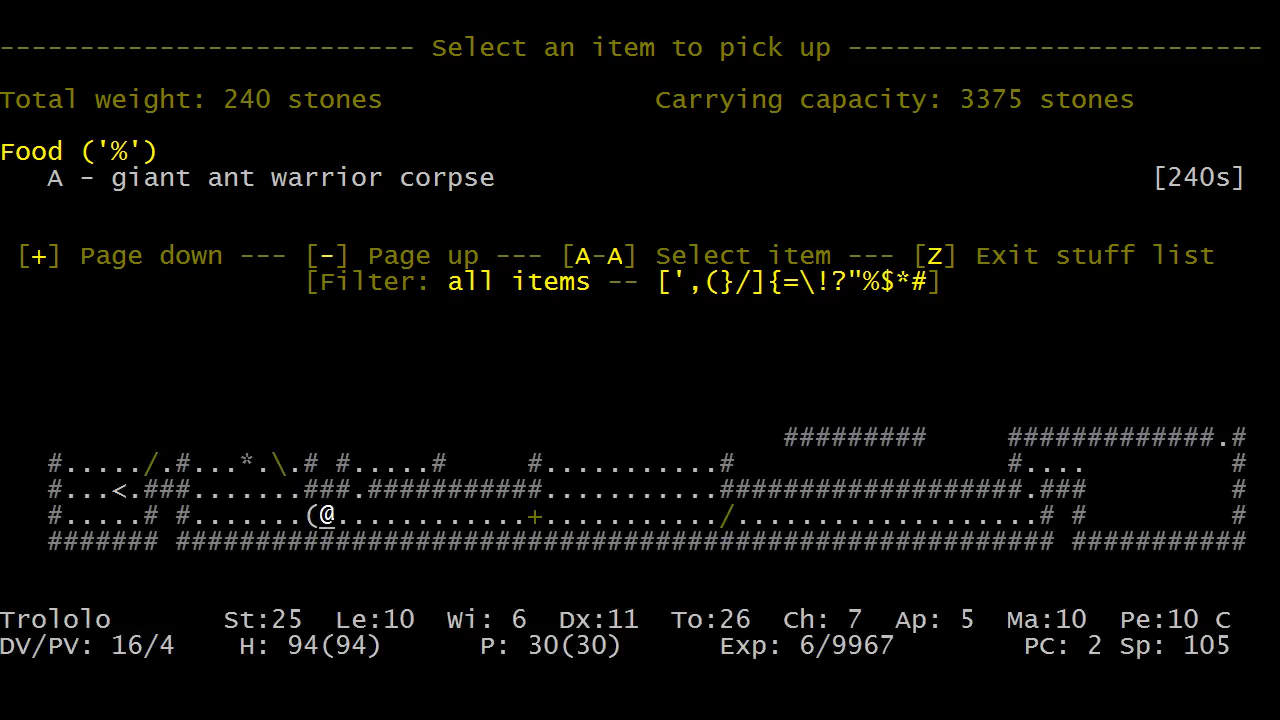 -------------------------- Select an item to pick up --------------------------
Total weight: 240 stones                 Carrying capacity: 3375 stones
Food ('%')
   A - giant ant warrior corpse                                          [240s]
 [+] Page down --- [-] Page up --- [A-A] Select item --- [Z] Exit stuff list
                   [Filter: all items -- [',(}/]{=\!?"%$*#]
                                                 #########     #############.#
   #...../.#...*.\.# #.....#     #...........#                 #....         #
   #...<.###.......###.###########...........###################.###         #
   #.....# #.......(@............+.........../...................# #         #
   ####### ####################################################### ###########
Trololo       St:25  Le:10  Wi: 6  Dx:11  To:26  Ch: 7  Ap: 5  Ma:10  Pe:10 C
DV/PV: 16/4    H: 94(94)      P: 30(30)      Exp: 6/9967        PC: 2 Sp: 105